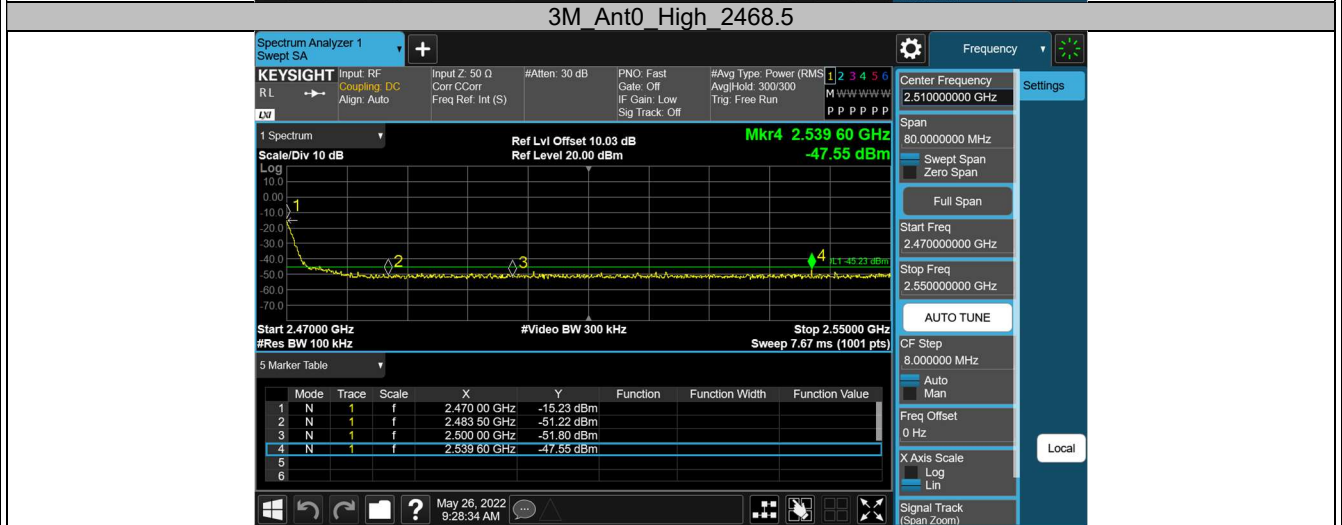 3M_Ant0_High_2468.5
Spectrum Analyzer 1
Swept SA
+
Frequency
KEYSIGHT Input: RF Input Z: 50 Ω #Atten: 30 dB PNO: Fast #Avg Type: Power (RMS 1 2 3 4 5 6
RL Coupling: DC Corr CCorr Gate: Off Avg|Hold: 300/300 M W W W W W
Align: Auto Freq Ref: Int (S) IF Gain: Low Trig: Free Run
LXI Sig Track: Off P P P P P P
1 Spectrum
Scale/Div 10 dB
Ref Lvl Offset 10.03 dB
Ref Level 20.00 dBm
Mkr4 2.539 60 GHz
-47.55 dBm
Log
10.0
0.00
-10.0
-20.0
-30.0
-40.0
-50.0
-60.0
-70.0
1
2
3
4
DL1 -45.23 dBm
Start 2.47000 GHz #Video BW 300 kHz Stop 2.55000 GHz
#Res BW 100 kHz Sweep 7.67 ms (1001 pts)
5 Marker Table
Mode Trace Scale X Y Function Function Width Function Value
1 N 1 f 2.470 00 GHz -15.23 dBm
2 N 1 f 2.483 50 GHz -51.22 dBm
3 N 1 f 2.500 00 GHz -51.80 dBm
4 N 1 f 2.539 60 GHz -47.55 dBm
5
6
?
May 26, 2022
9:28:34 AM
Center Frequency
2.510000000 GHz
Settings
Span
80.0000000 MHz
Swept Span
Zero Span
Full Span
Start Freq
2.470000000 GHz
Stop Freq
2.550000000 GHz
AUTO TUNE
CF Step
8.000000 MHz
Auto
Man
Freq Offset
0 Hz
Local
X Axis Scale
Log
Lin
Signal Track
(Span Zoom)